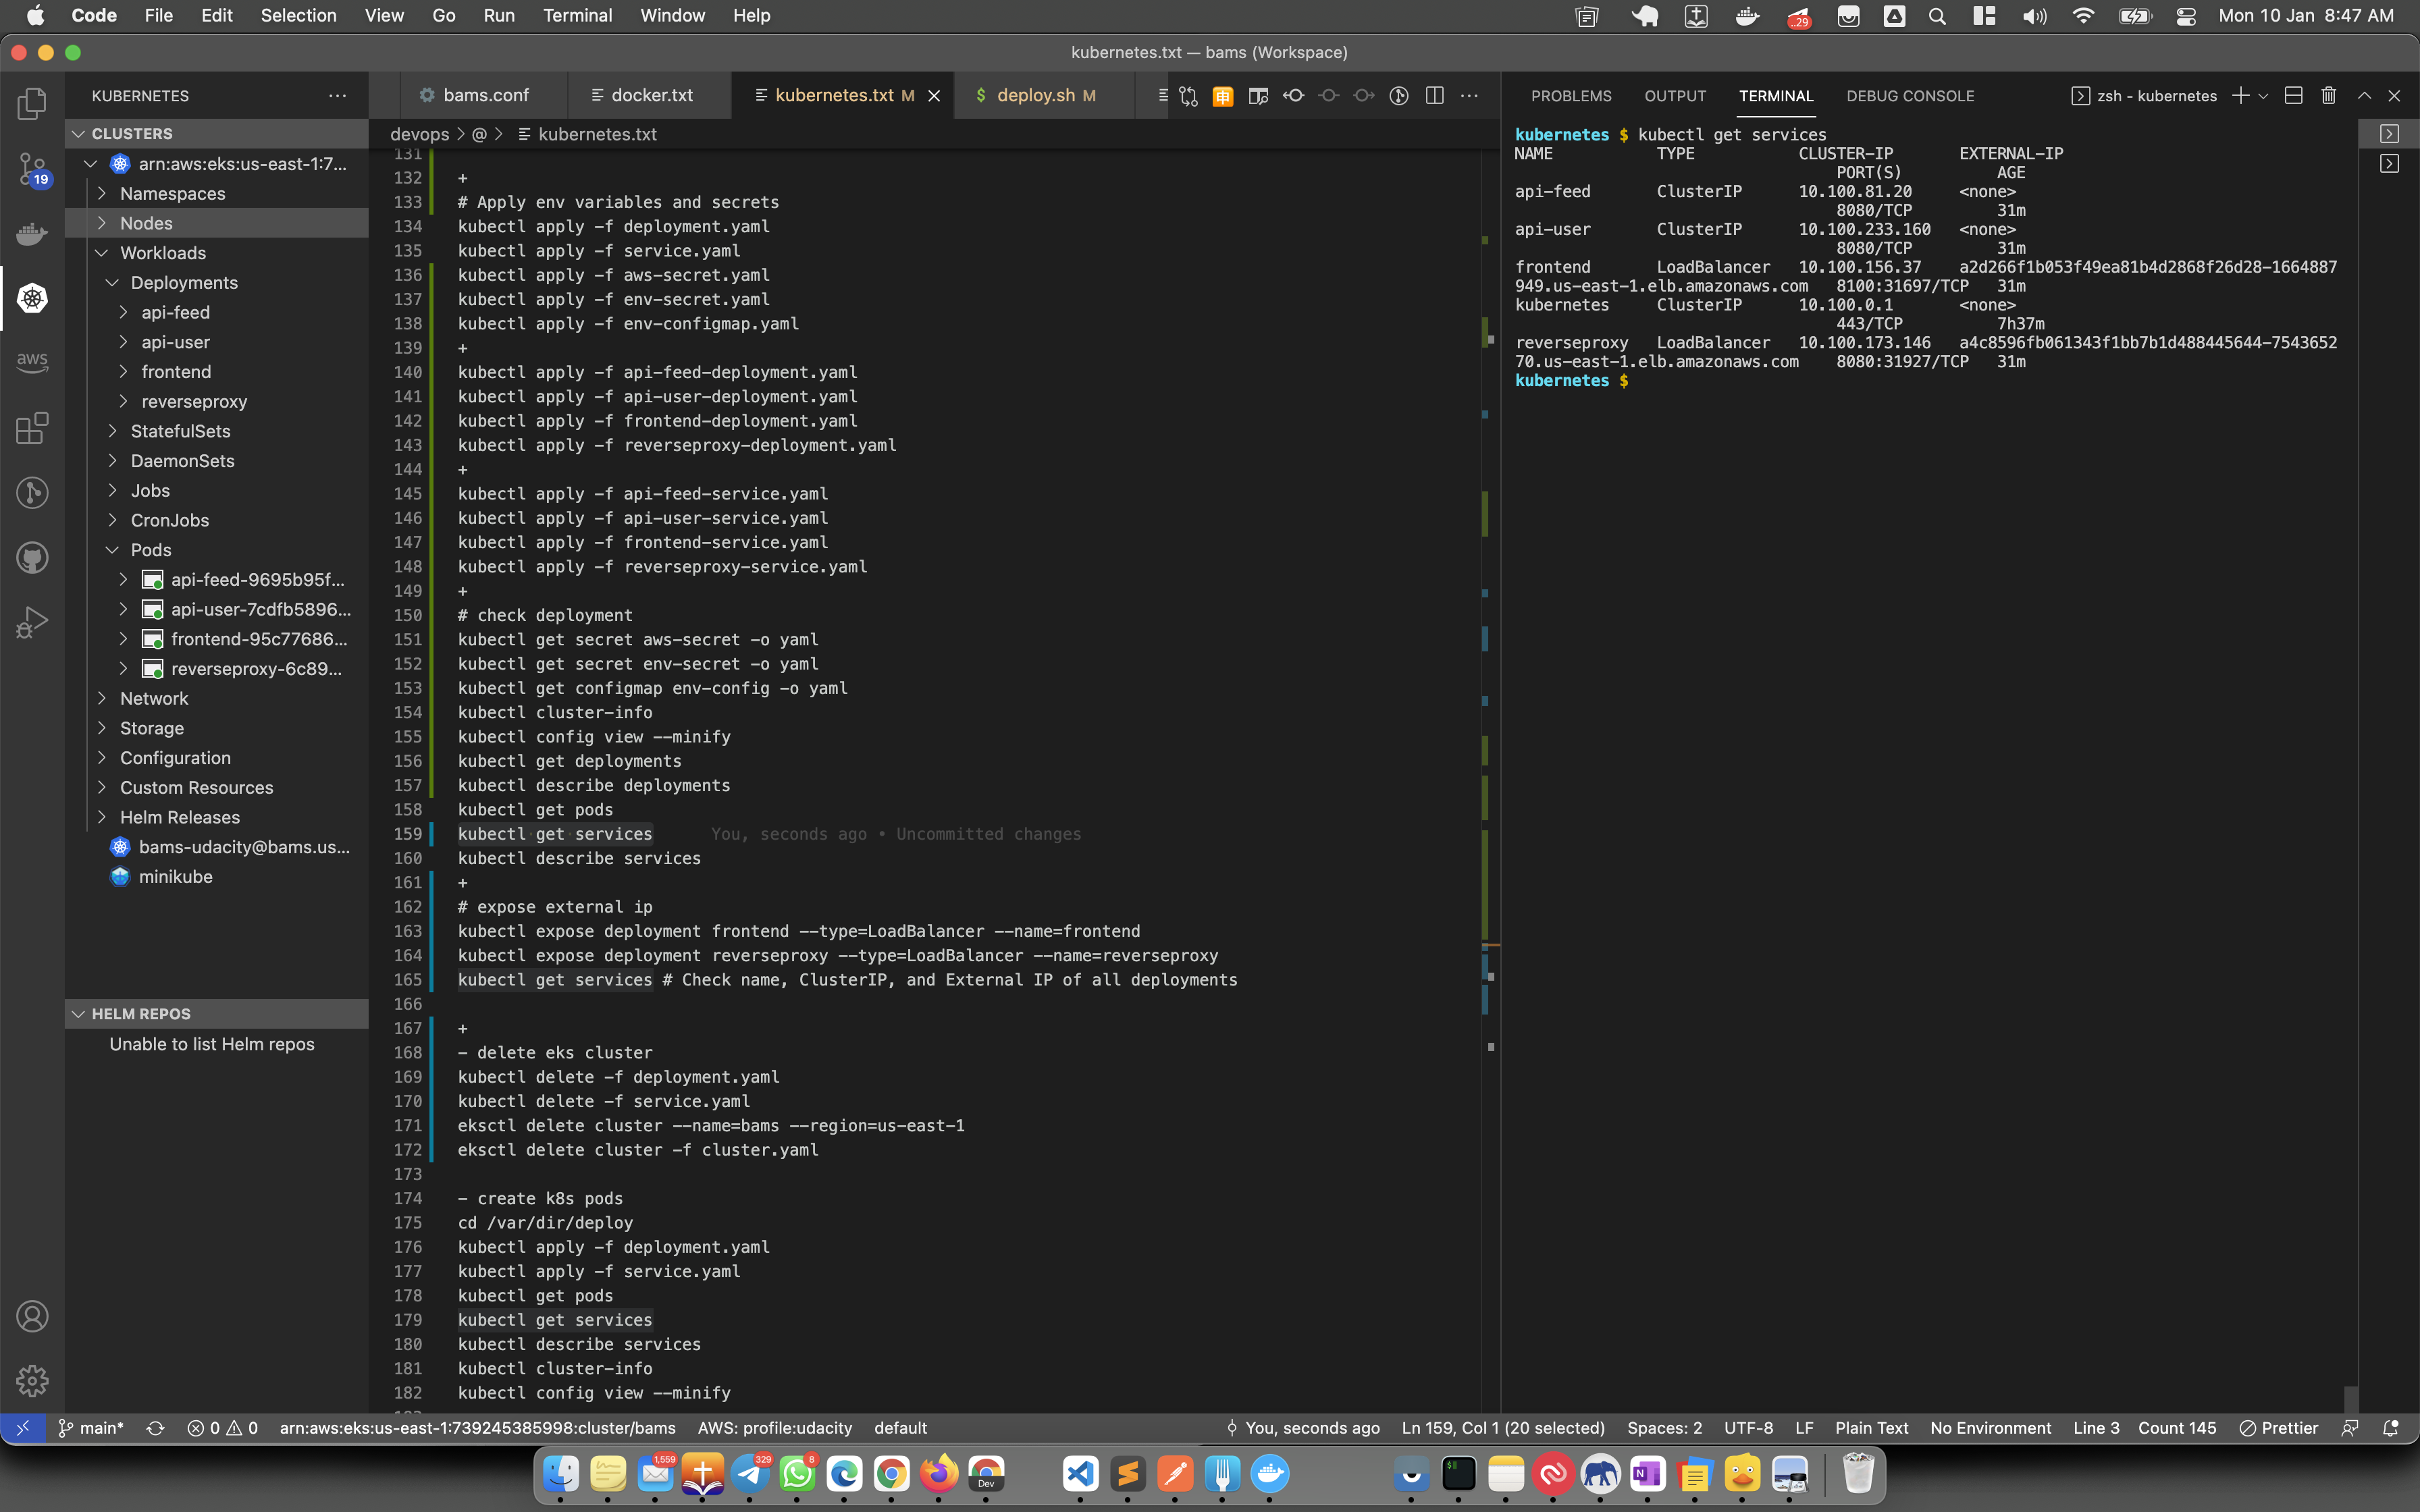 Code File Edit Selection View Go Run Terminal Window Help
..29
Mon 10 Jan 8:47 AM
kubernetes.txt — bams (Workspace)
KUBERNETES
CLUSTERS
arn:aws:eks:us-east-1:7...
Namespaces
Nodes
Workloads
Deployments
api-feed
api-user
frontend
reverseproxy
StatefulSets
DaemonSets
Jobs
CronJobs
Pods
api-feed-9695b95f...
api-user-7cdfb5896...
frontend-95c77686...
reverseproxy-6c89...
Network
Storage
Configuration
Custom Resources
Helm Releases
bams-udacity@bams.us...
minikube
HELM REPOS
Unable to list Helm repos
19
aws
bams.conf docker.txt kubernetes.txt M deploy.sh M
devops > @ > kubernetes.txt
131
132 +
133 # Apply env variables and secrets
134 kubectl apply -f deployment.yaml
135 kubectl apply -f service.yaml
136 kubectl apply -f aws-secret.yaml
137 kubectl apply -f env-secret.yaml
138 kubectl apply -f env-configmap.yaml
139 +
140 kubectl apply -f api-feed-deployment.yaml
141 kubectl apply -f api-user-deployment.yaml
142 kubectl apply -f frontend-deployment.yaml
143 kubectl apply -f reverseproxy-deployment.yaml
144 +
145 kubectl apply -f api-feed-service.yaml
146 kubectl apply -f api-user-service.yaml
147 kubectl apply -f frontend-service.yaml
148 kubectl apply -f reverseproxy-service.yaml
149 +
150 # check deployment
151 kubectl get secret aws-secret -o yaml
152 kubectl get secret env-secret -o yaml
153 kubectl get configmap env-config -o yaml
154 kubectl cluster-info
155 kubectl config view --minify
156 kubectl get deployments
157 kubectl describe deployments
158 kubectl get pods
159 kubectl get services You, seconds ago • Uncommitted changes
160 kubectl describe services
161 +
162 # expose external ip
163 kubectl expose deployment frontend --type=LoadBalancer --name=frontend
164 kubectl expose deployment reverseproxy --type=LoadBalancer --name=reverseproxy
165 kubectl get services # Check name, ClusterIP, and External IP of all deployments
166
167 +
168 - delete eks cluster
169 kubectl delete -f deployment.yaml
170 kubectl delete -f service.yaml
171 eksctl delete cluster --name=bams --region=us-east-1
172 eksctl delete cluster -f cluster.yaml
173
174 - create k8s pods
175 cd /var/dir/deploy
176 kubectl apply -f deployment.yaml
177 kubectl apply -f service.yaml
178 kubectl get pods
179 kubectl get services
180 kubectl describe services
181 kubectl cluster-info
182 kubectl config view --minify
PROBLEMS OUTPUT TERMINAL DEBUG CONSOLE
zsh - kubernetes
kubernetes $ kubectl get services
NAME TYPE CLUSTER-IP EXTERNAL-IP
PORT(S) AGE
api-feed ClusterIP 10.100.81.20 <none>
8080/TCP 31m
api-user ClusterIP 10.100.233.160 <none>
8080/TCP 31m
frontend LoadBalancer 10.100.156.37 a2d266f1b053f49ea81b4d2868f26d28-1664887
949.us-east-1.elb.amazonaws.com 8100:31697/TCP 31m
kubernetes ClusterIP 10.100.0.1 <none>
443/TCP 7h37m
reverseproxy LoadBalancer 10.100.173.146 a4c8596fb061343f1bb7b1d488445644-7543652
70.us-east-1.elb.amazonaws.com 8080:31927/TCP 31m
kubernetes $
main* 0 0 arn:aws:eks:us-east-1:739245385998:cluster/bams AWS: profile:udacity default
You, seconds ago Ln 159, Col 1 (20 selected) Spaces: 2 UTF-8 LF Plain Text No Environment Line 3 Count 145 Prettier
1,559 329 8
Dev